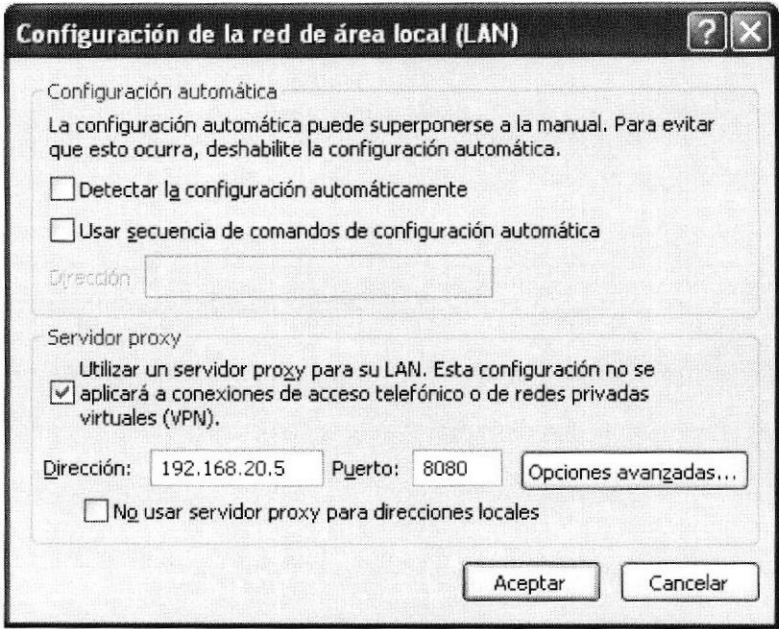 Configuración de la red de área local (LAN)
Configuración automática
La configuración automática puede superponerse a la manual. Para evitar
que esto ocurra, deshabilite la configuración automática.
Detectar la configuración automáticamente
Usar secuencia de comandos de configuración automática
Dirección
Servidor proxy
Utilizar un servidor proxy para su LAN. Esta configuración no se
aplicará a conexiones de acceso telefónico o de redes privadas
virtuales (VPN).
Dirección: 192.168.20.5 Puerto: 8080 Opciones avanzadas...
No usar servidor proxy para direcciones locales
Aceptar Cancelar